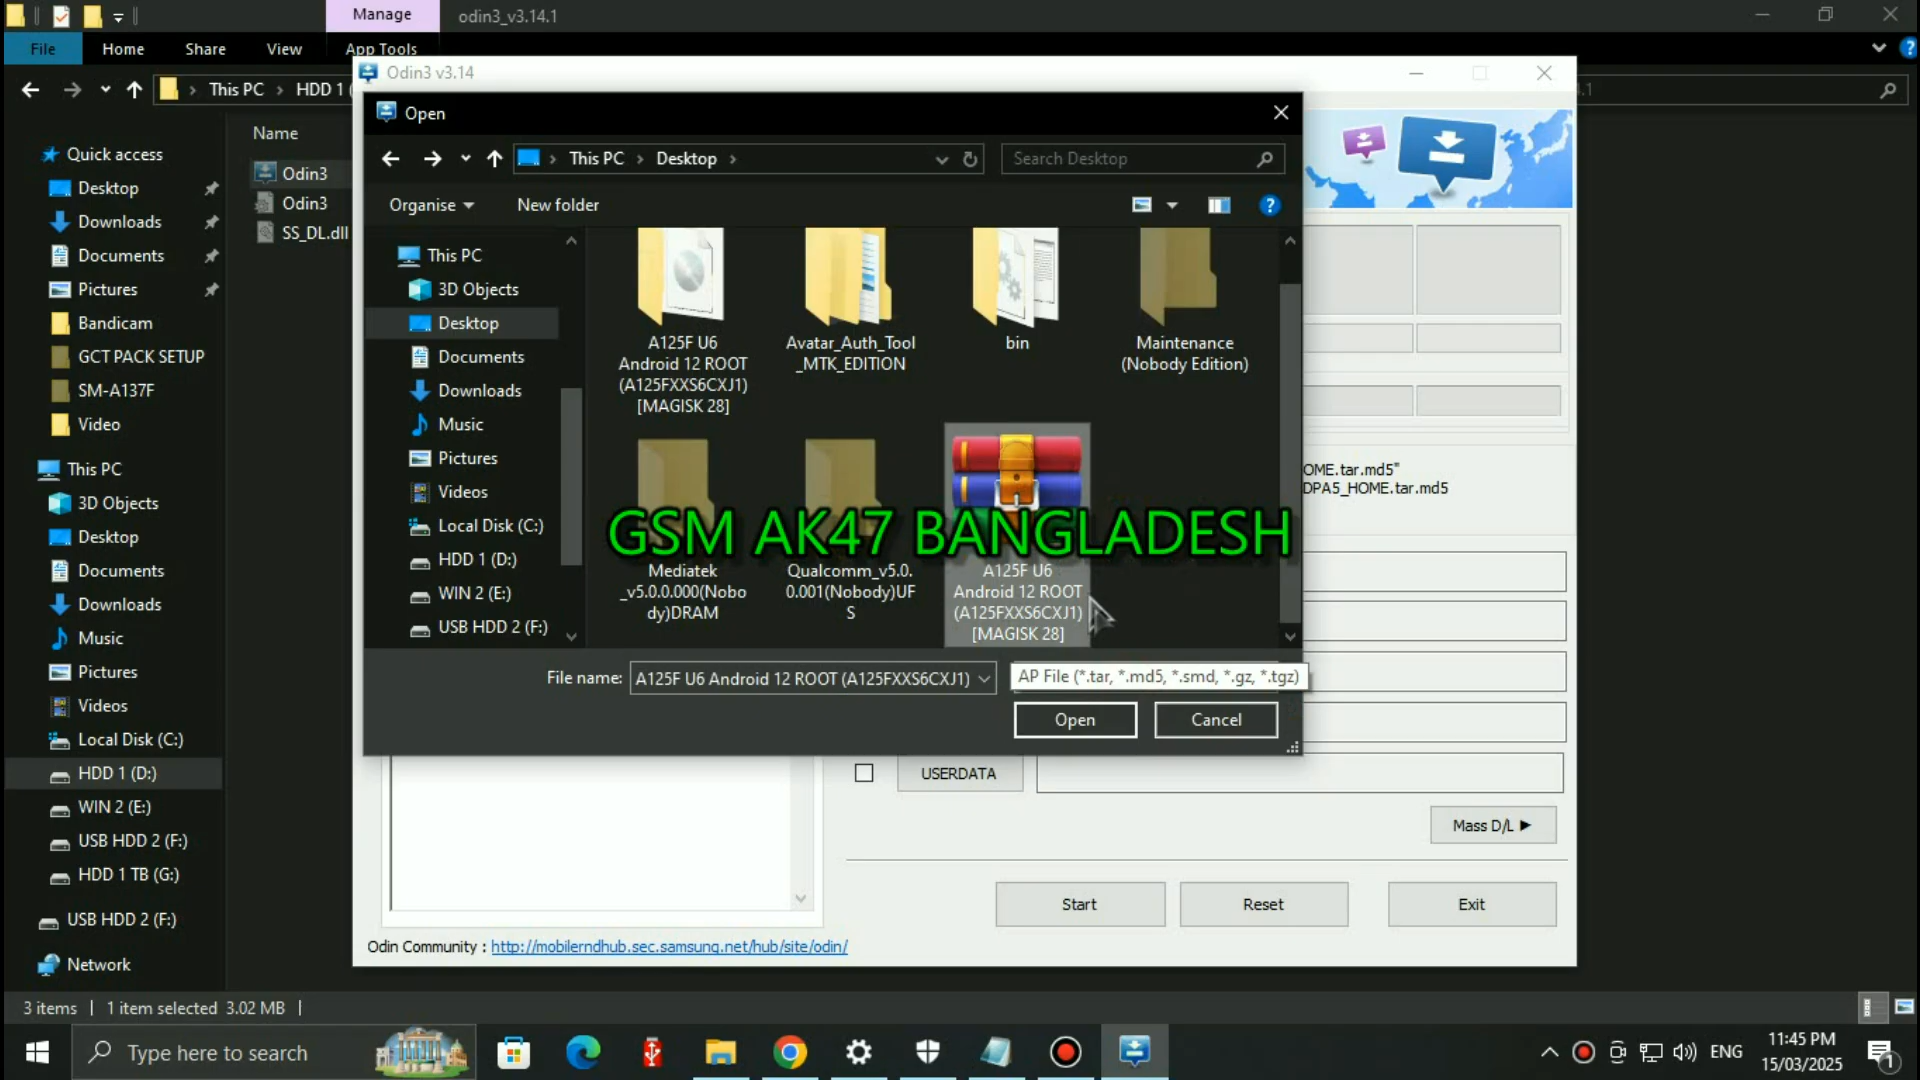 Manage
odin3_v3.14.1
File
Home
Share
View
App Tools
This PC
HDD 1 (
.1
Quick access
Desktop
Downloads
Documents
Pictures
Bandicam
GCT PACK SETUP
SM-A137F
Video
This PC
3D Objects
Desktop
Documents
Downloads
Music
Pictures
Videos
Local Disk (C:)
HDD 1 (D:)
WIN 2 (E:)
USB HDD 2 (F:)
HDD 1 TB (G:)
USB HDD 2 (F:)
Network
Name
Odin3
Odin3
SS_DL.dll
Odin3 v3.14
Open
This PC
Desktop
Search Desktop
Organise
New folder
This PC
3D Objects
Desktop
Documents
Downloads
Music
Pictures
Videos
Local Disk (C:)
HDD 1 (D:)
WIN 2 (E:)
USB HDD 2 (F:)
A125F U6
Android 12 ROOT
(A125FXXS6CXJ1)
[MAGISK 28]
Avatar_Auth_Tool
_MTK_EDITION
bin
Maintenance
(Nobody Edition)
GSM AK47 BANGLADESH
Mediatek
_v5.0.0.000(Nobo
dy)DRAM
Qualcomm_v5.0.
0.001(Nobody)UF
S
A125F U6
Android 12 ROOT
(A125FXXS6CXJ1)
[MAGISK 28]
File name:
A125F U6 Android 12 ROOT (A125FXXS6CXJ1)
AP File (*.tar, *.md5, *.smd, *.gz, *.tgz)
Open
Cancel
OME.tar.md5"
DPA5_HOME.tar.md5
USERDATA
Mass D/L ►
Start
Reset
Exit
Odin Community : http://mobilerndhub.sec.samsung.net/hub/site/odin/
3 items
1 item selected 3.02 MB
Type here to search
ENG
11:45 PM
15/03/2025
1